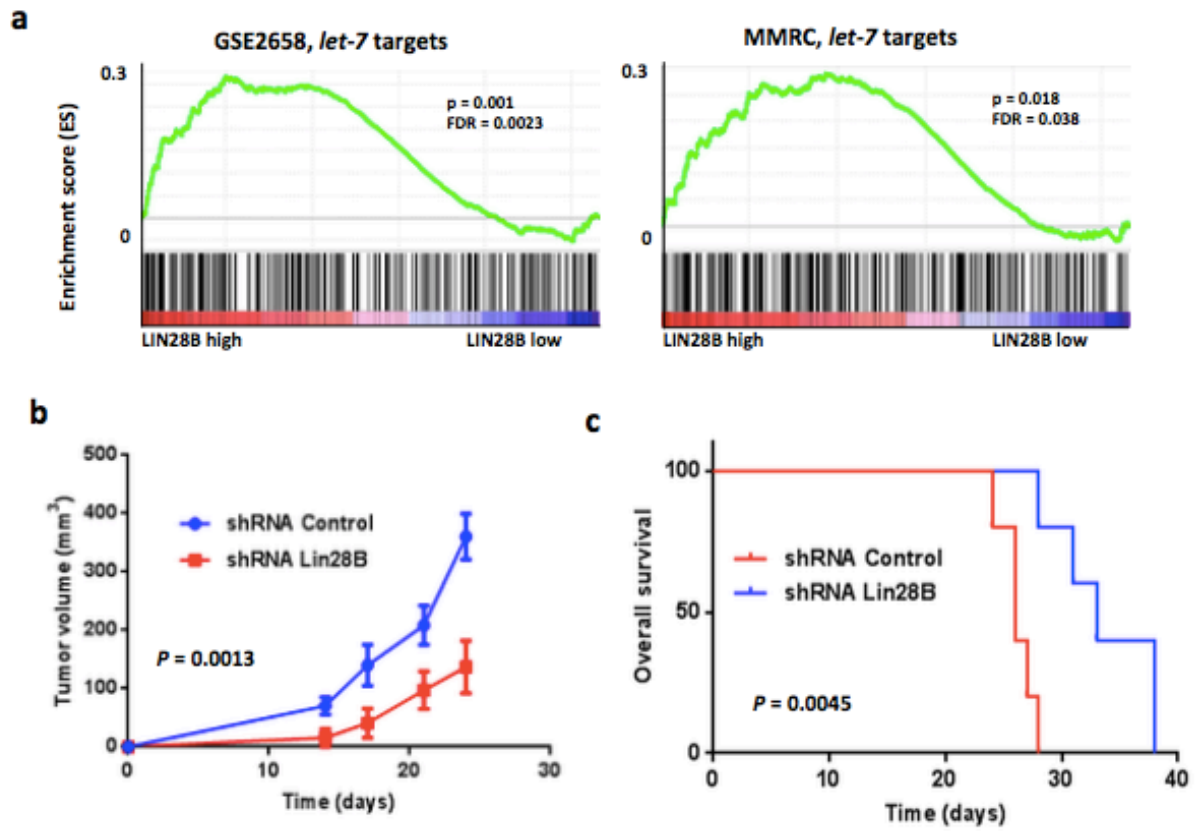 a
GSE2658, let-7 targets
MMRC, let-7 targets
Enrichment score (ES)
0.3
0
p = 0.001
FDR = 0.0023
LIN28B high
LIN28B low
0.3
0
p = 0.018
FDR = 0.038
LIN28B high
LIN28B low
b
Tumor volume (mm3)
500
400
300
200
100
0
shRNA Control
shRNA Lin28B
P = 0.0013
0
10
20
30
Time (days)
c
Overall survival
100
50
0
shRNA Control
shRNA Lin28B
P = 0.0045
0
10
20
30
40
Time (days)